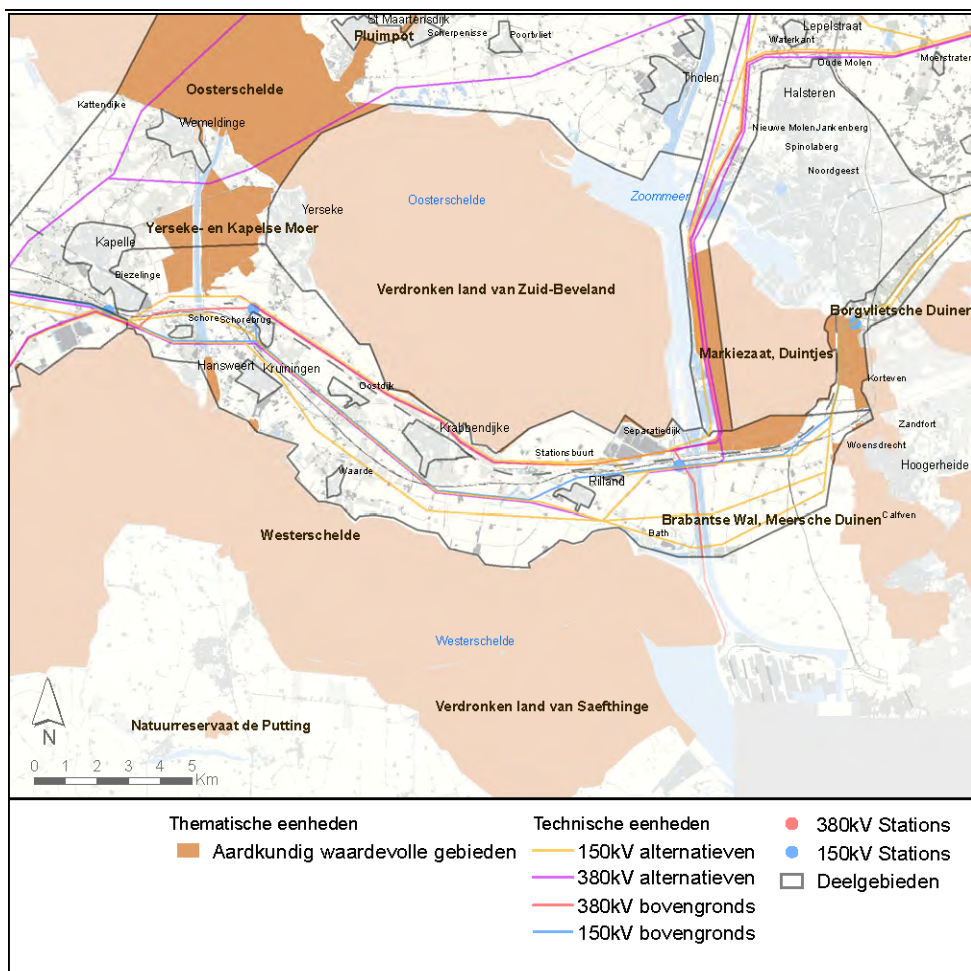 St Maartensdijk
Scherpenisse
Poortvliet
Pluimpot
Lepelstraat
Waterkant
Oude Molen
Moerstraten
Tholen
Halsteren
Oosterschelde
Kattendijke
Wemeldinge
Nieuwe Molen Jankenberg
Spinolaberg
Noordgeest
Yerseke
Oosterschelde
Zoommeer
Yerseke- en Kapelse Moer
Kapelle
Biezelinge
Verdronken land van Zuid-Beveland
Borgvlietsche Duinen
Schore
Schorebrug
Markiezaat, Duintjes
Hansweert
Kruiningen
Oostdijk
Korteven
Krabbendijke
Separatiedijk
Zandfort
Stationsbuurt
Woensdrecht
Waarde
Rilland
Hoogerheide
Westerschelde
Bath
Brabantse Wal, Meersche Duinen
Calfven
Westerschelde
Verdronken land van Saefthinge
Natuurreservaat de Putting
N
0 1 2 3 4 5
Km
Thematische eenheden
Aardkundig waardevolle gebieden
Technische eenheden
150kV alternatieven
380kV alternatieven
380kV bovengronds
150kV bovengronds
380kV Stations
150kV Stations
Deelgebieden